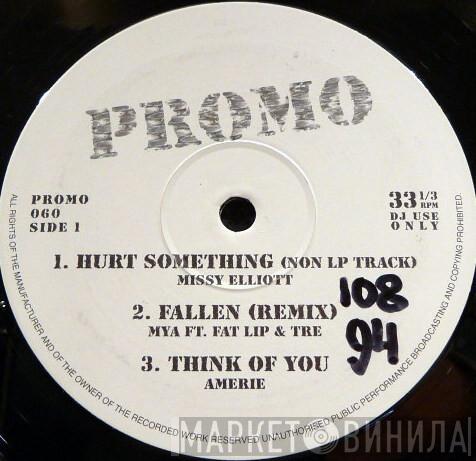 PROMO
PROMO
060
SIDE 1
33 1/3
RPM
DJ USE
ONLY
1. HURT SOMETHING (NON LP TRACK)
MISSY ELLIOTT
2. FALLEN (REMIX)
MYA FT. FAT LIP & TRE
3. THINK OF YOU
AMERIE
108
94
ALL RIGHTS OF THE MANUFACTURER AND OF THE OWNER OF THE RECORDED WORK RESERVED UNAUTHORISED PUBLIC PERFORMANCE BROADCASTING AND COPYING PROHIBITED.
МАРКЕТ ВИНИЛА